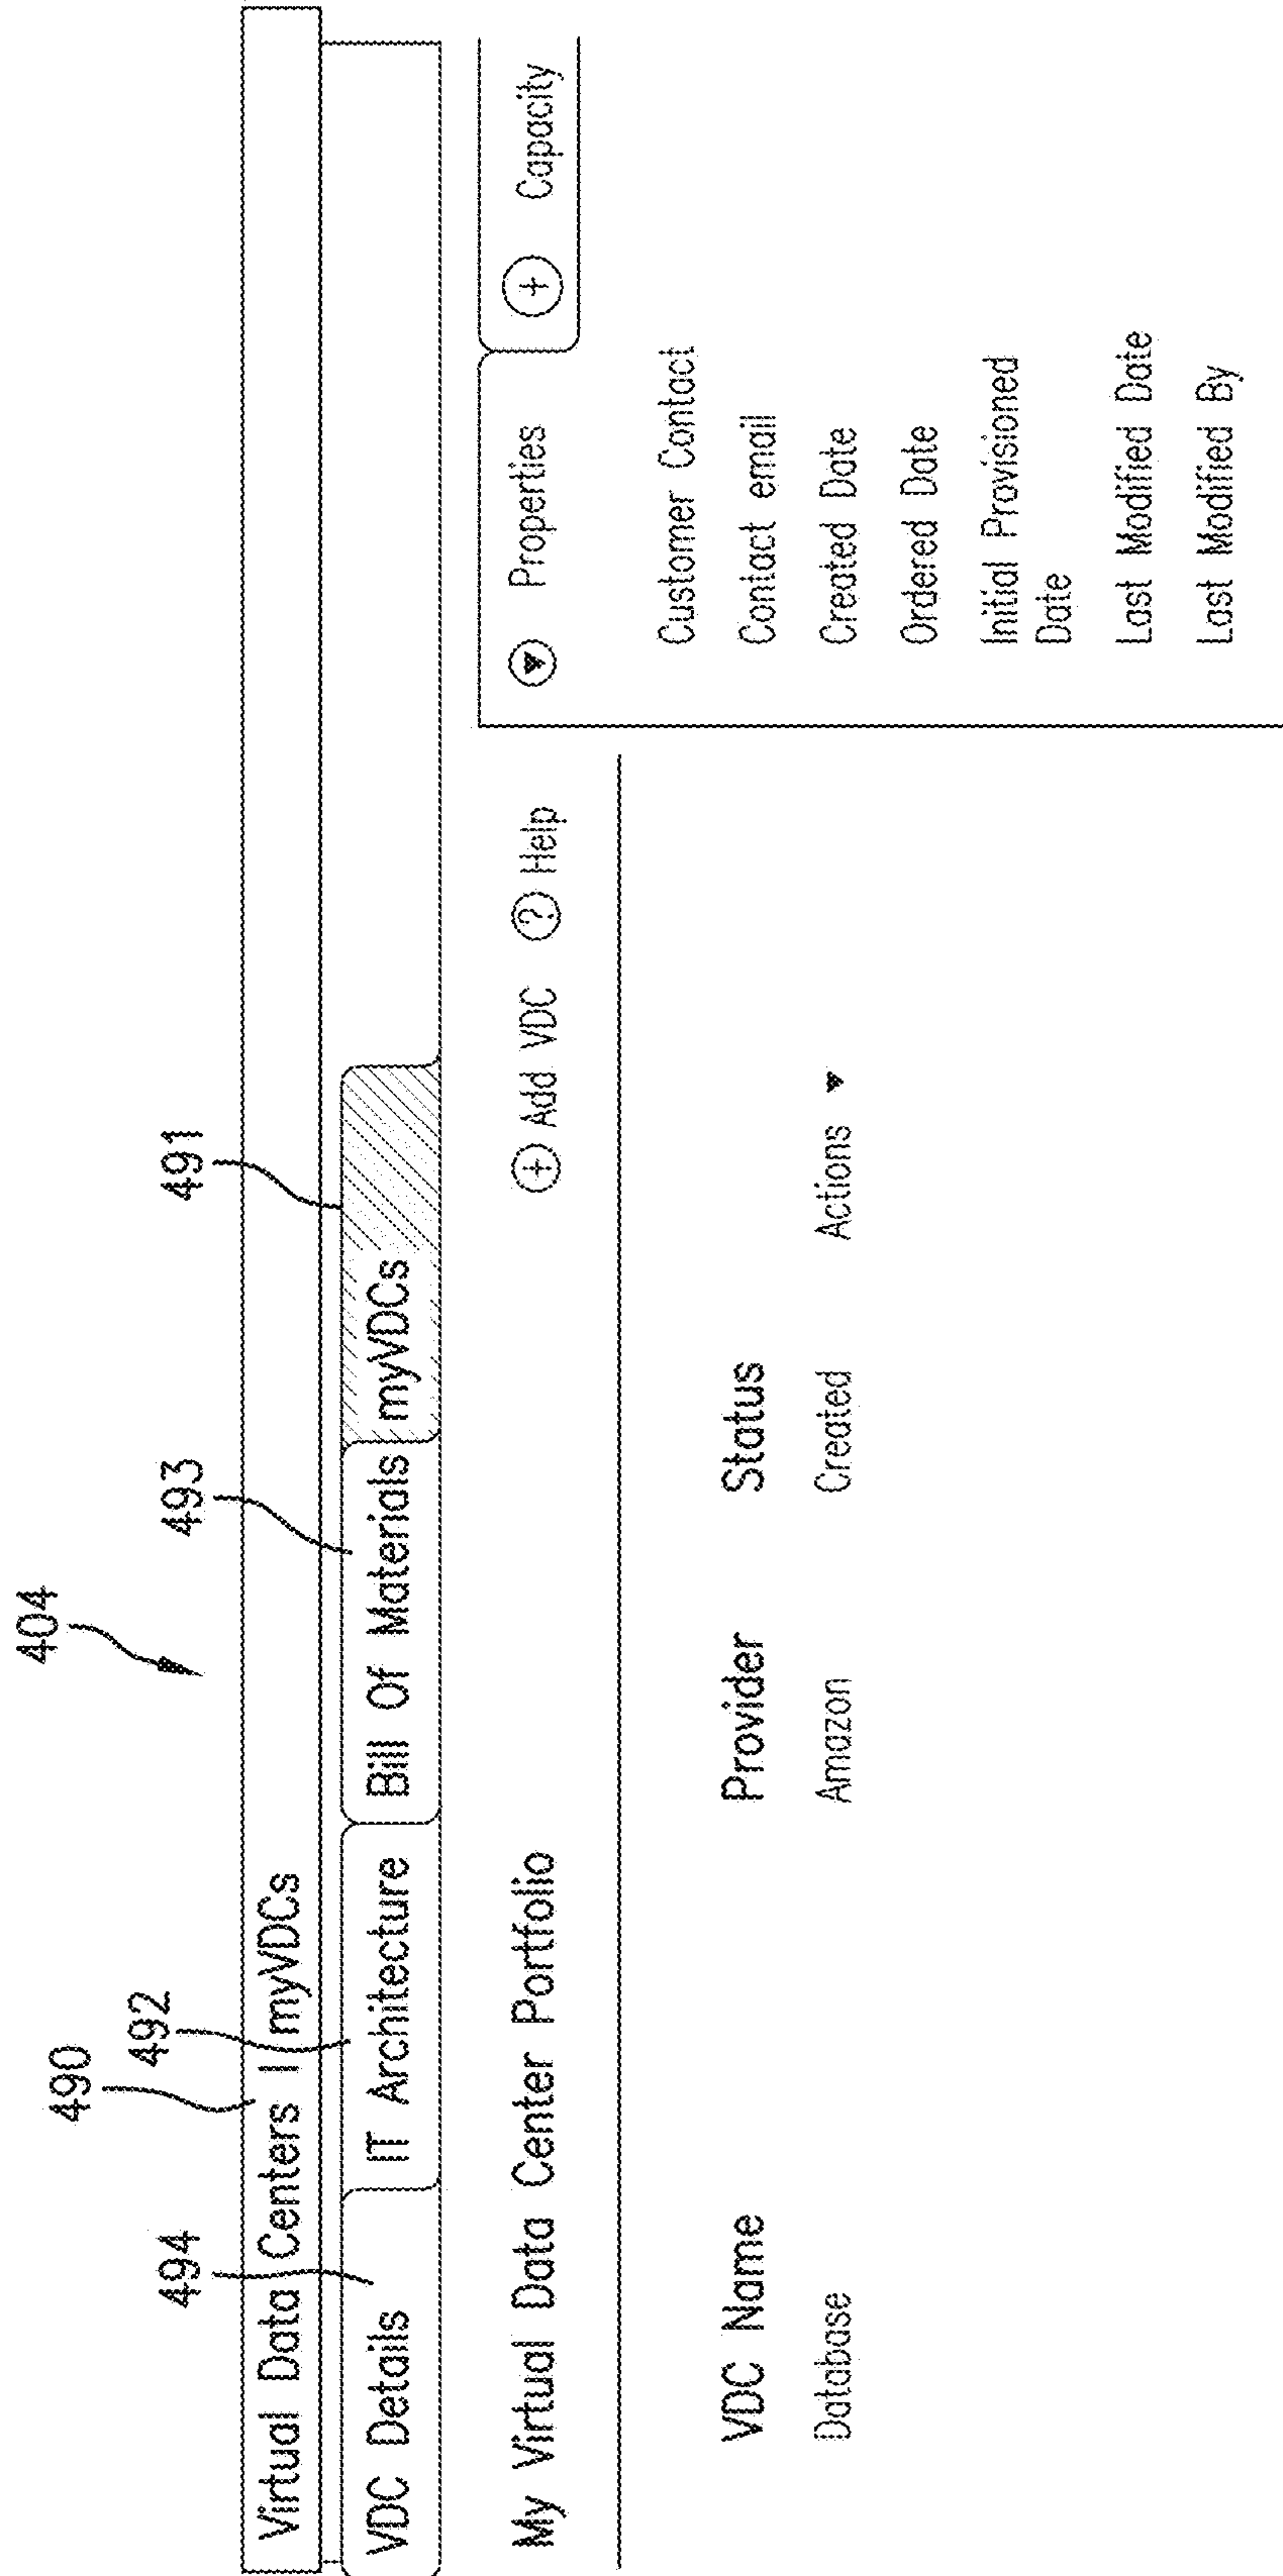 404
490
492
494
493
491
Virtual Data Centers | myVDCs
VDC Details
IT Architecture
Bill Of Materials
myVDCs
My Virtual Data Center Portfolio
+ Add VDC ? Help
VDC Name Provider Status
Database Amazon Created Actions
Properties + Capacity
Customer Contact
Contact email
Created Date
Ordered Date
Initial Provisioned
Date
Last Modified Date
Last Modified By